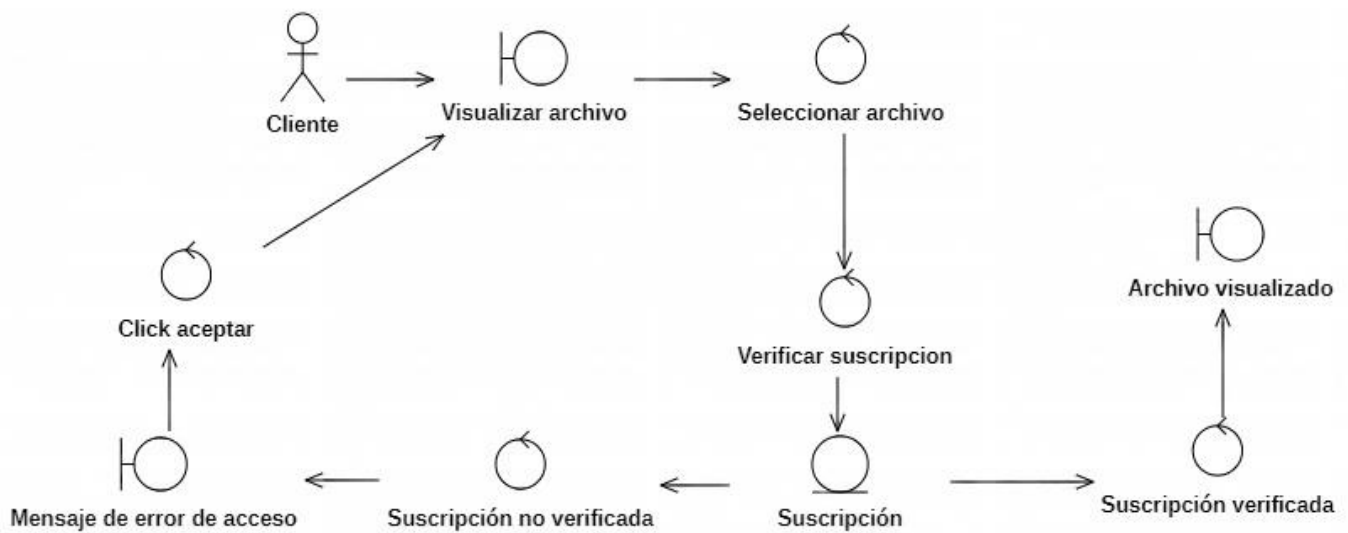 Cliente
Visualizar archivo
Seleccionar archivo
Click aceptar
Verificar suscripcion
Archivo visualizado
Mensaje de error de acceso
Suscripción no verificada
Suscripción
Suscripción verificada